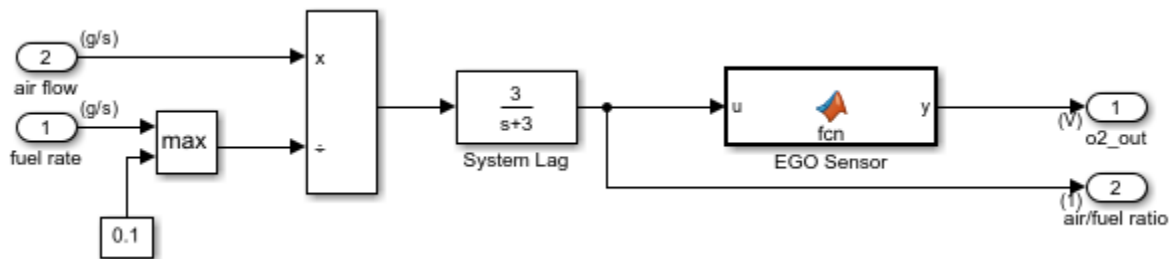 (g/s)
2
air flow
(g/s)
1
fuel rate
max
0.1
x
÷
3
s+3
System Lag
u
y
fcn
EGO Sensor
1
(V)
o2_out
2
(1)
air/fuel ratio